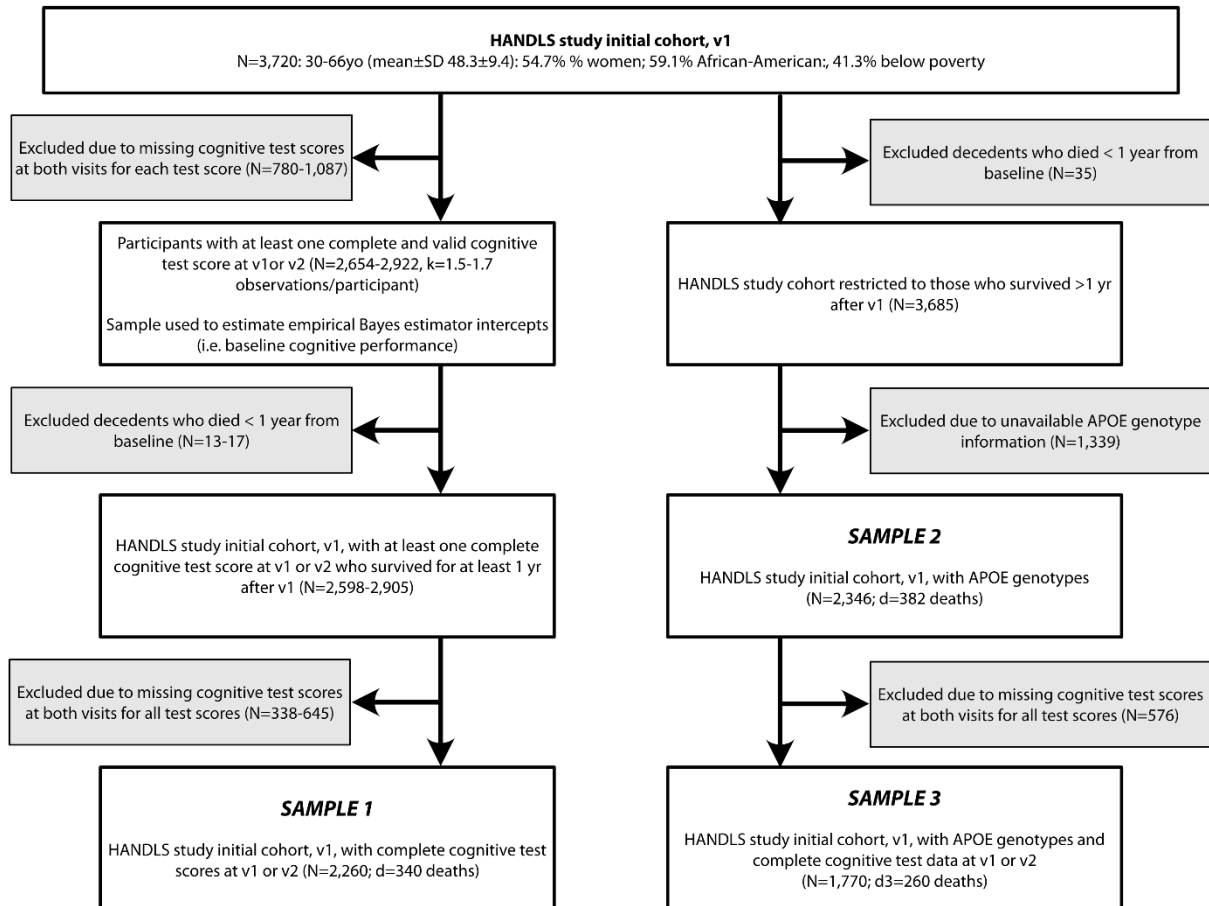 HANDLS study initial cohort, v1
N=3,720: 30-66yo (mean±SD 48.3±9.4): 54.7% % women; 59.1% African-American:, 41.3% below poverty
Excluded due to missing cognitive test scores
at both visits for each test score (N=780-1,087)
Excluded decedents who died < 1 year from
baseline (N=35)
Participants with at least one complete and valid cognitive
test score at v1or v2 (N=2,654-2,922, k=1.5-1.7
observations/participant)
Sample used to estimate empirical Bayes estimator intercepts
(i.e. baseline cognitive performance)
HANDLS study cohort restricted to those who survived >1 yr
after v1 (N=3,685)
Excluded decedents who died < 1 year from
baseline (N=13-17)
Excluded due to unavailable APOE genotype
information (N=1,339)
HANDLS study initial cohort, v1, with at least one complete
cognitive test score at v1 or v2 who survived for at least 1 yr
after v1 (N=2,598-2,905)
SAMPLE 2
HANDLS study initial cohort, v1, with APOE genotypes
(N=2,346; d=382 deaths)
Excluded due to missing cognitive test scores
at both visits for all test scores (N=338-645)
Excluded due to missing cognitive test scores
at both visits for all test scores (N=576)
SAMPLE 1
HANDLS study initial cohort, v1, with complete cognitive test
scores at v1 or v2 (N=2,260; d=340 deaths)
SAMPLE 3
HANDLS study initial cohort, v1, with APOE genotypes and
complete cognitive test data at v1 or v2
(N=1,770; d3=260 deaths)